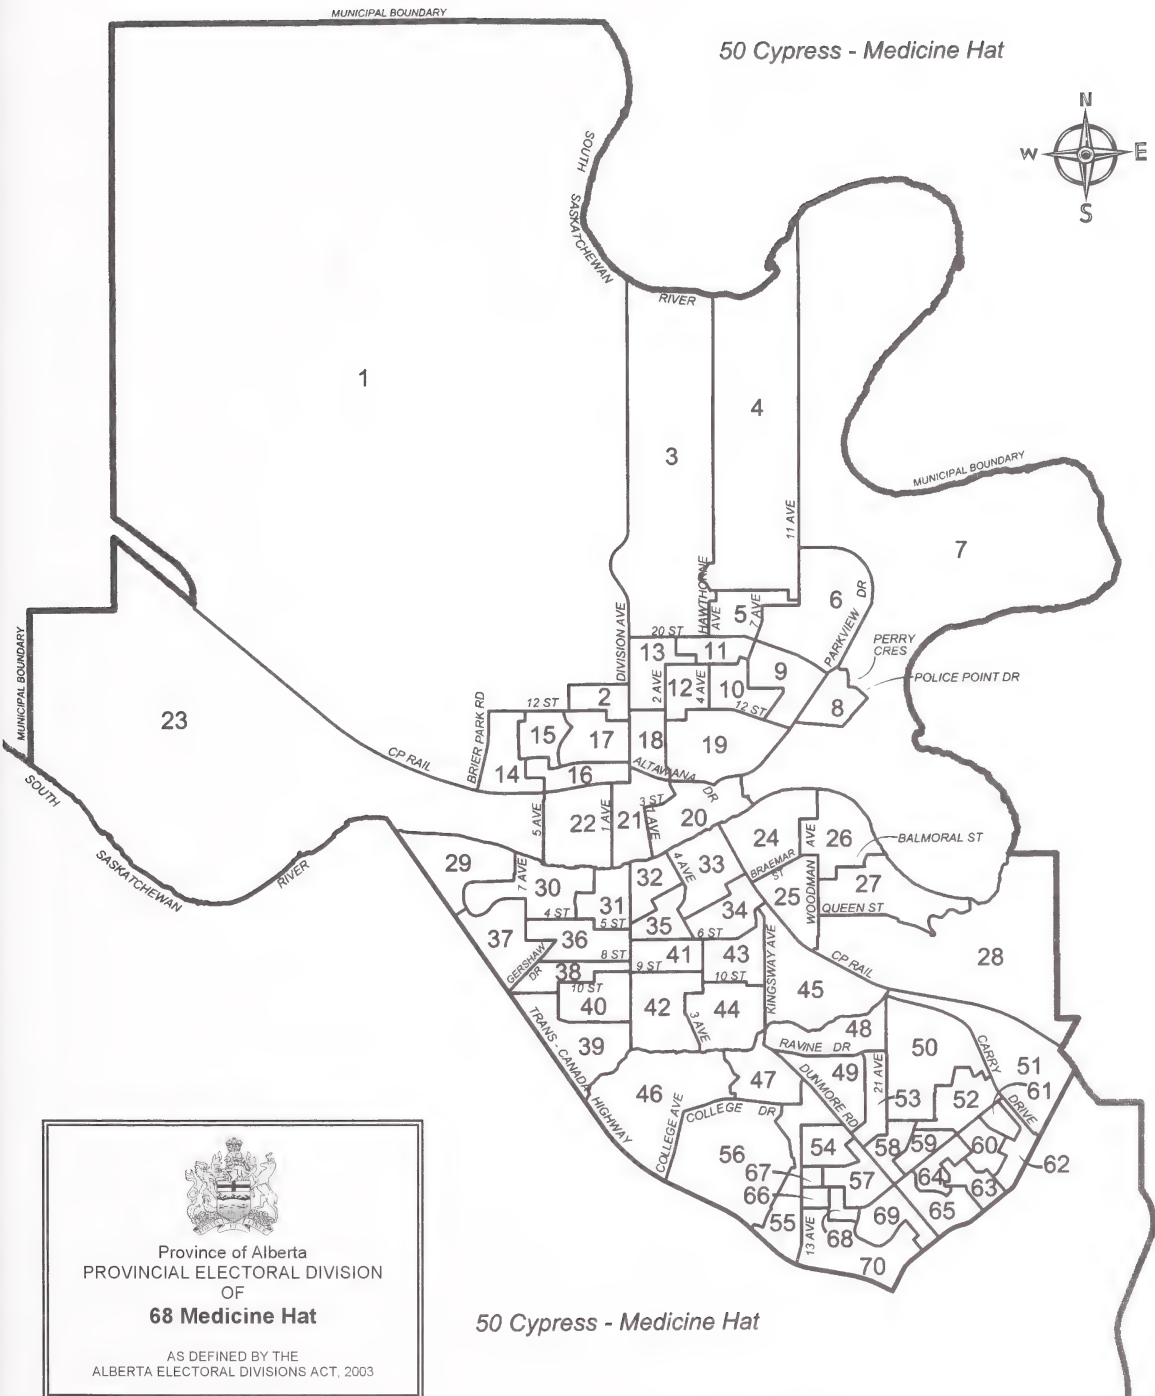 MUNICIPAL BOUNDARY
50 Cypress - Medicine Hat
N
W E
S
SOUTH
SASKATCHEWAN
RIVER
1
3
4
11 AVE
MUNICIPAL BOUNDARY
7
6
PARKVIEW DR
HAWTHORNE AVE
5
7 AVE
20 ST
DIVISION AVE
13
11
9
PERRY
CRES
POLICE POINT DR
MUNICIPAL BOUNDARY
23
2 AVE
12
4 AVE
10
12 ST
8
2
12 ST
BRIER PARK RD
15
17
18
19
CP RAIL
14
16
ALTAWANA DR
SOUTH
SASKATCHEWAN
RIVER
5 AVE
22
1 AVE
21
3 ST
1 AVE
20
24
AVE
26
BALMORAL ST
29
7 AVE
30
32
4 AVE
33
BRAEMAR
ST
WOODMAN
25
27
4 ST
31
5 ST
35
34
6 ST
QUEEN ST
37
36
GERSHAW
DR
8 ST
9 ST
41
43
KINGSWAY AVE
CP RAIL
28
38
10 ST
40
42
10 ST
44
45
3 AVE
39
TRANS - CANADA HIGHWAY
46
47
RAVINE DR
48
49
21 AVE
50
CARRY DRIVE
51
61
53
52
DUNMORE RD
COLLEGE AVE
COLLEGE DR
56
54
58
59
60
62
67
57
64
63
66
65
55
13 AVE
68
69
70
Province of Alberta
PROVINCIAL ELECTORAL DIVISION
OF
68 Medicine Hat
AS DEFINED BY THE
ALBERTA ELECTORAL DIVISIONS ACT, 2003
50 Cypress - Medicine Hat